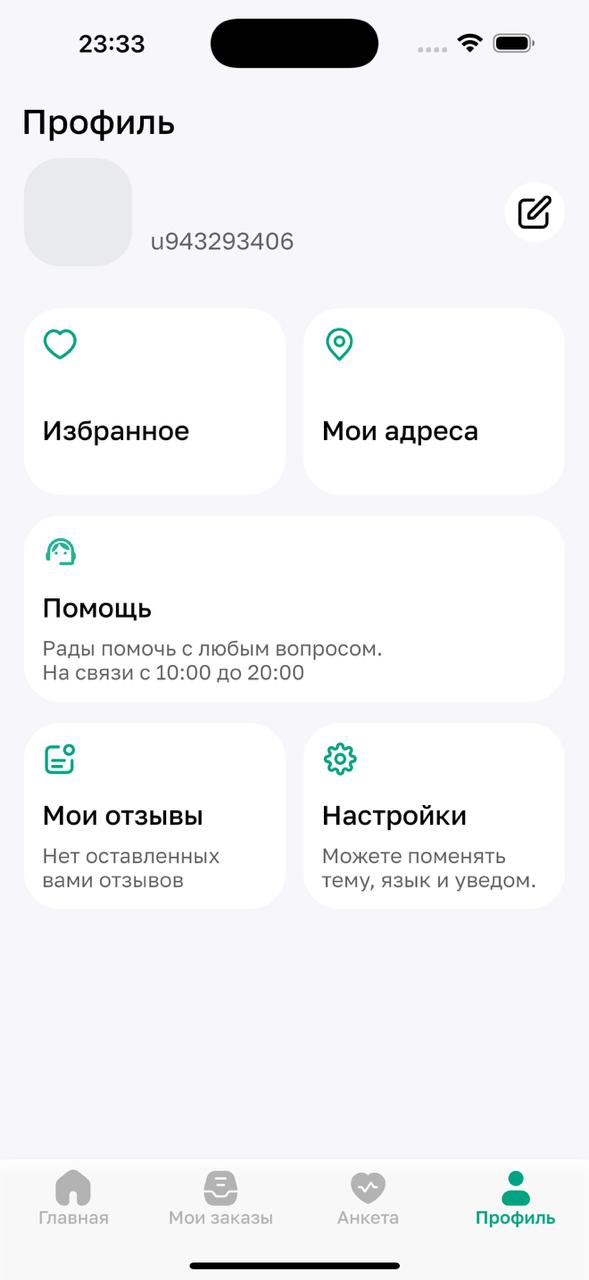 23:33
Профиль
u943293406
Избранное
Мои адреса
Помощь
Рады помочь с любым вопросом.
На связи с 10:00 до 20:00
Мои отзывы
Нет оставленных
вами отзывов
Настройки
Можете поменять
тему, язык и уведом.
Главная
Мои заказы
Анкета
Профиль